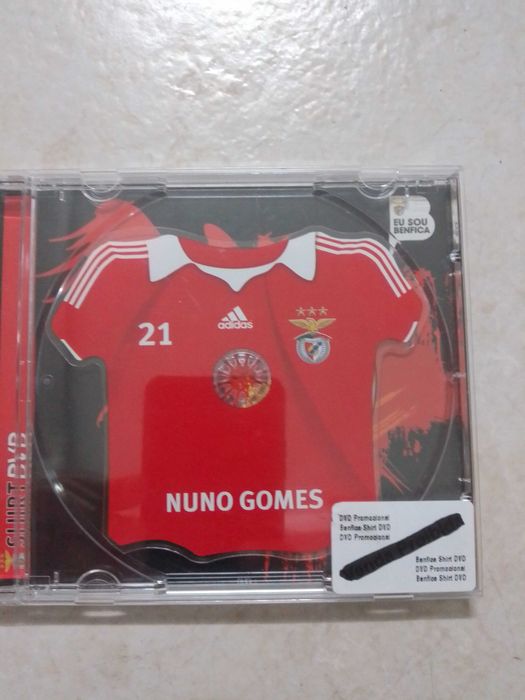 EU SOU
BENFICA
21
adidas
NUNO GOMES
SHIRT DVD
DVD Promocional
Benfica Shirt DVD
DVD Promocional
Benfica Shirt DVD
DVD Promocional
Benfica Shirt DVD